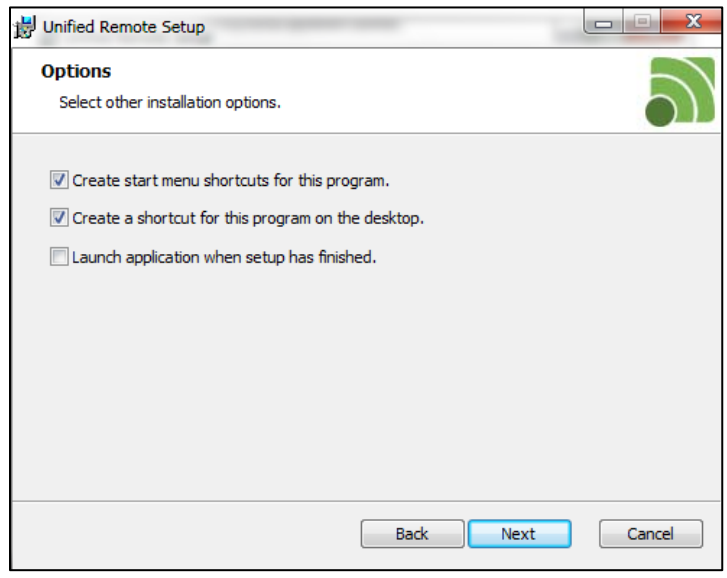 Unified Remote Setup
Options
Select other installation options.
Create start menu shortcuts for this program.
Create a shortcut for this program on the desktop.
Launch application when setup has finished.
Back Next Cancel